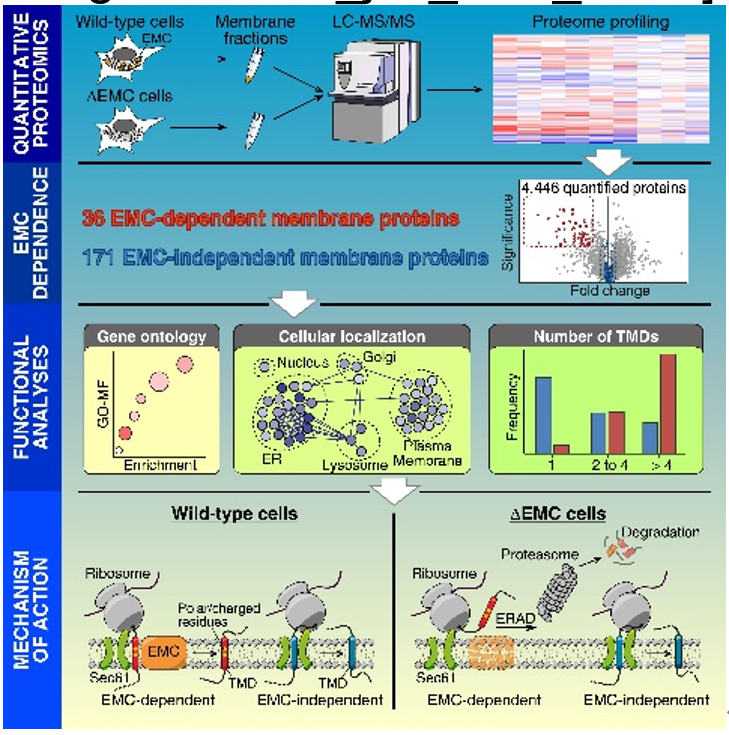 QUANTITATIVE
PROTEOMICS
Wild-type cells
EMC
ΔEMC cells
Membrane
fractions
LC-MS/MS
Proteome profiling
EMC
DEPENDENCE
36 EMC-dependent membrane proteins
171 EMC-independent membrane proteins
4.446 quantified proteins
Significance
Fold change
FUNCTIONAL
ANALYSES
Gene ontology
GO-MF
Enrichment
Cellular localization
Nucleus
Golgi
ER
Lysosome
Plasma
Membrane
Number of TMDs
Frequency
1
2 to 4
> 4
MECHANISM
OF ACTION
Wild-type cells
Ribosome
Polar/charged
residues
EMC
Sec61
TMD
TMD
EMC-dependent
EMC-independent
ΔEMC cells
Degradation
Proteasome
Ribosome
ERAD
Sec61
EMC-dependent
EMC-independent